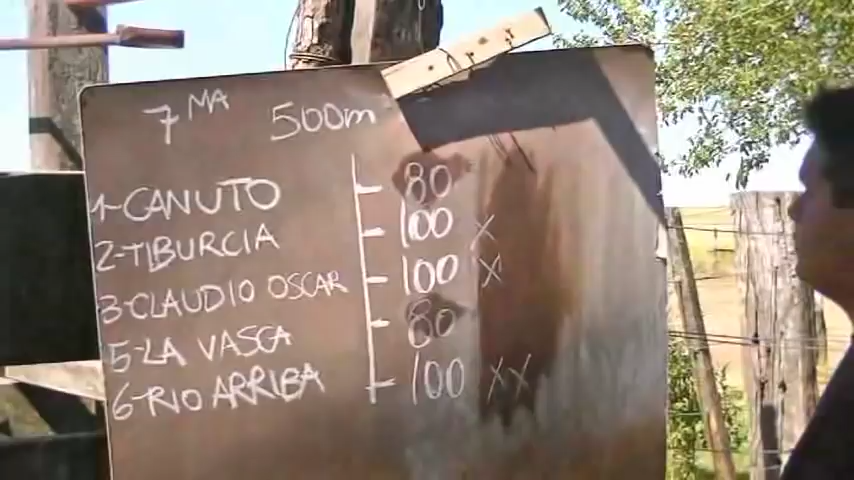 7 MA 500m
1-CANUTO 80
2-TIBURCIA 100 X
3-CLAUDIO OSCAR 100 X
5-LA VASCA 80
6-RIO ARRIBA 100 XX